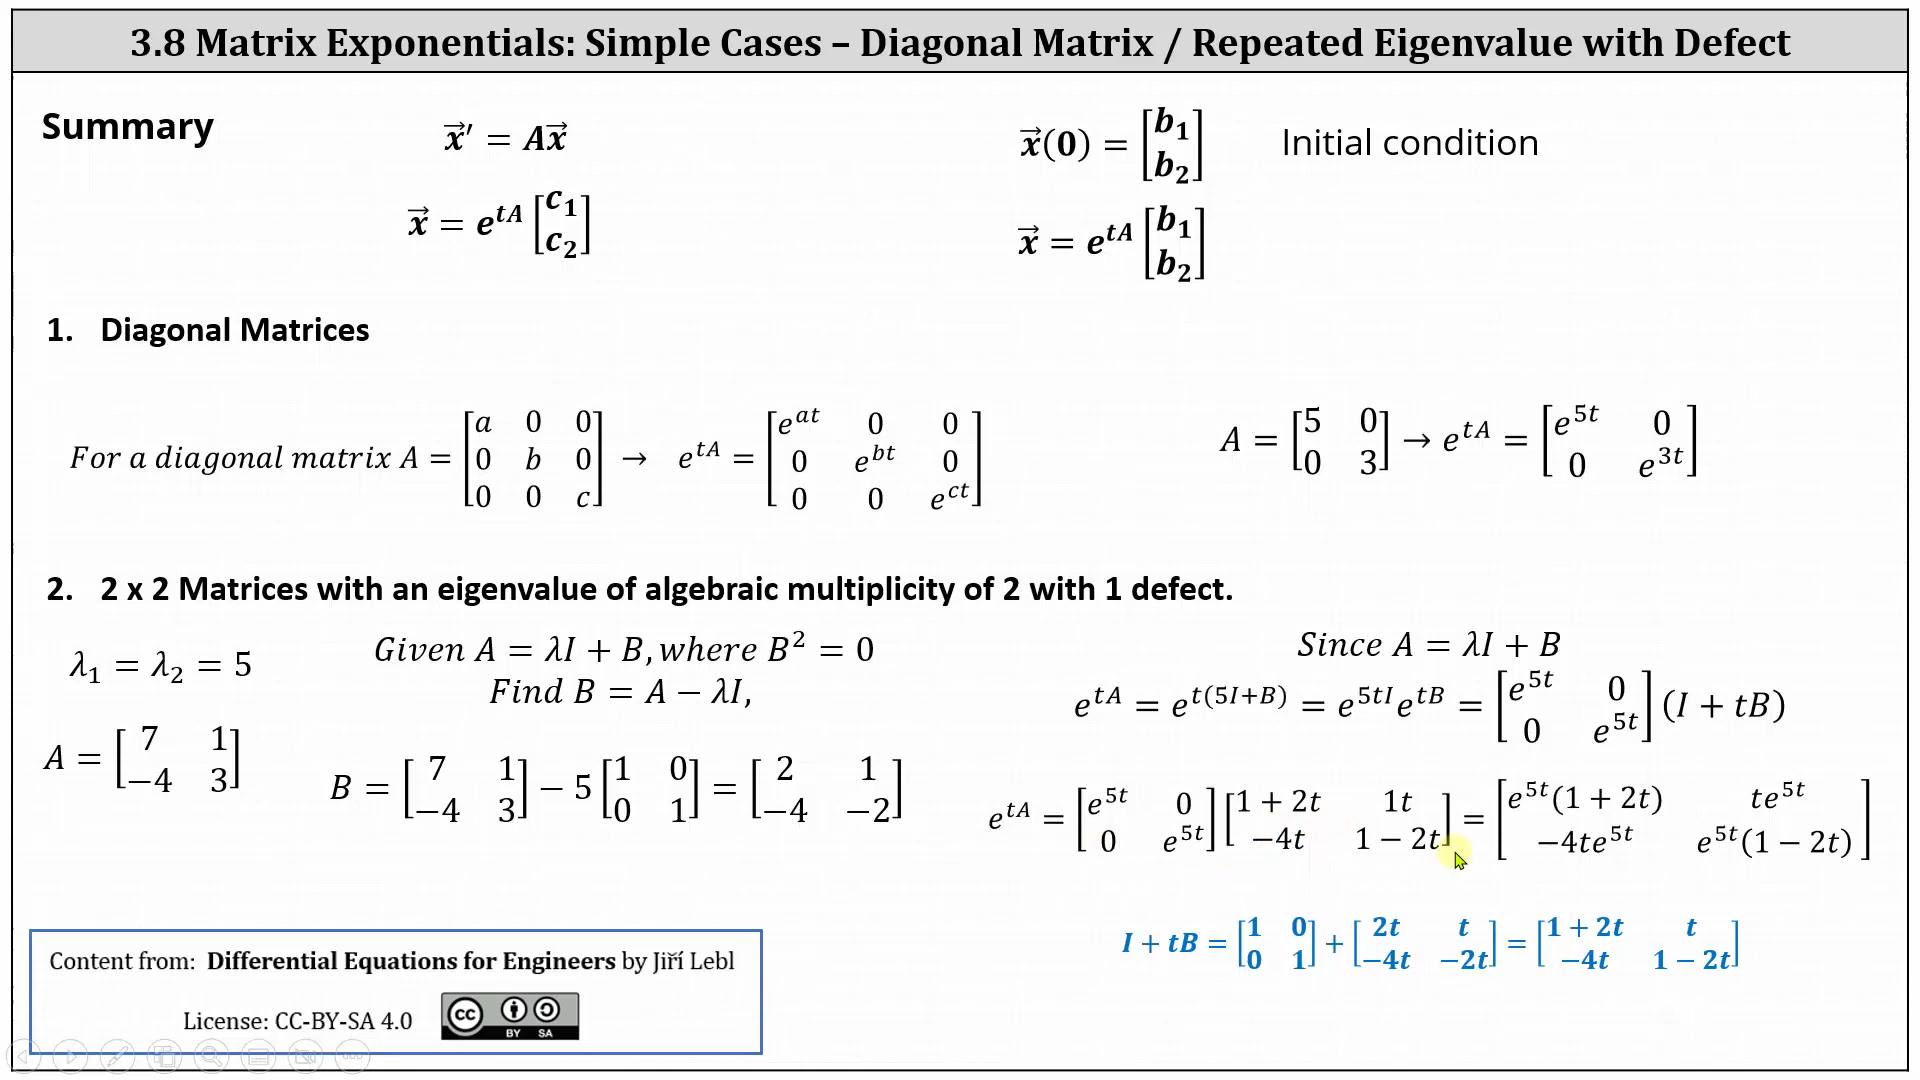 3.8 Matrix Exponentials: Simple Cases – Diagonal Matrix / Repeated Eigenvalue with Defect
Summary
x⃗′ = Ax⃗
x⃗ = e^{tA} [c₁; c₂]
x⃗(0) = [b₁; b₂] Initial condition
x⃗ = e^{tA} [b₁; b₂]
1. Diagonal Matrices
For a diagonal matrix A = [a 0 0; 0 b 0; 0 0 c] → e^{tA} = [e^{at} 0 0; 0 e^{bt} 0; 0 0 e^{ct}]
A = [5 0; 0 3] → e^{tA} = [e^{5t} 0; 0 e^{3t}]
2. 2 x 2 Matrices with an eigenvalue of algebraic multiplicity of 2 with 1 defect.
λ₁ = λ₂ = 5
A = [7 1; −4 3]
Given A = λI + B, where B² = 0
Find B = A − λI,
B = [7 1; −4 3] − 5 [1 0; 0 1] = [2 1; −4 −2]
Since A = λI + B
e^{tA} = e^{t(5I+B)} = e^{5tI}e^{tB} = [e^{5t} 0; 0 e^{5t}] (I + tB)
e^{tA} = [e^{5t} 0; 0 e^{5t}] [1 + 2t 1t; −4t 1 − 2t] = [e^{5t}(1 + 2t) te^{5t}; −4te^{5t} e^{5t}(1 − 2t)]
I + tB = [1 0; 0 1] + [2t t; −4t −2t] = [1 + 2t t; −4t 1 − 2t]
Content from: Differential Equations for Engineers by Jiří Lebl
License: CC-BY-SA 4.0
cc
BY SA